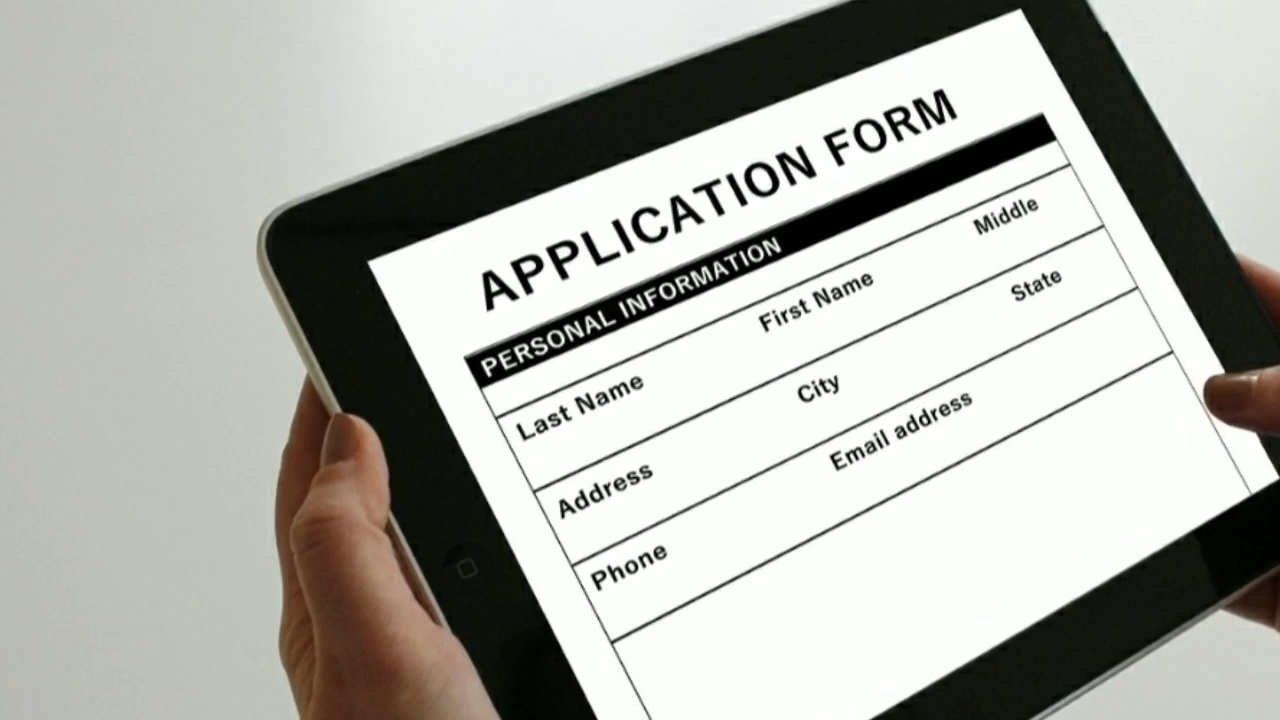 APPLICATION FORM
PERSONAL INFORMATION
Last Name First Name Middle
Address City State
Phone Email address